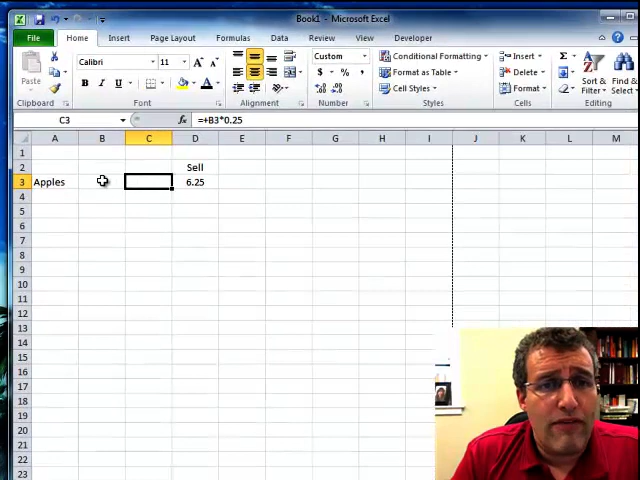 Book1 - Microsoft Excel
File Home Insert Page Layout Formulas Data Review View Developer
Paste
Clipboard
Calibri 11 A A
B I U A
Font
Alignment
Custom
$ % ,
Number
Conditional Formatting
Format as Table
Cell Styles
Styles
Insert
Delete
Format
Cells
Σ
Sort & Filter
Find & Select
Editing
C3 fx =+B3*0.25
A B C D E F G H I J K L M
1
2 Sell
3 Apples 6.25
4
5
6
7
8
9
10
11
12
13
14
15
16
17
18
19
20
21
22
23